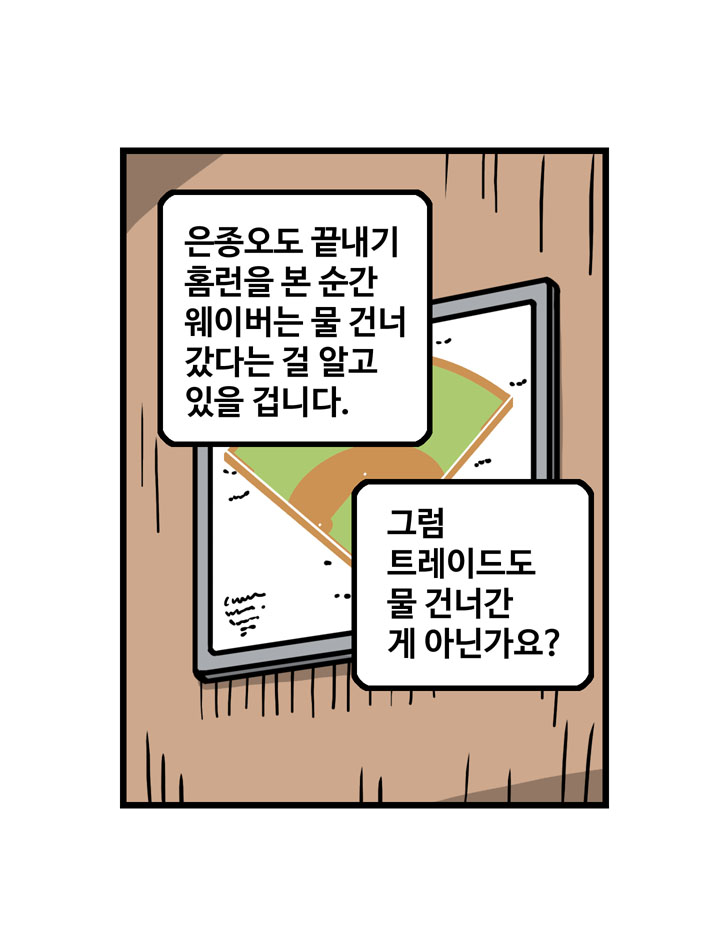 은종오도 끝내기
홈런을 본 순간
웨이버는 물 건너
갔다는 걸 알고
있을 겁니다.
그럼
트레이드도
물 건너간
게 아닌가요?